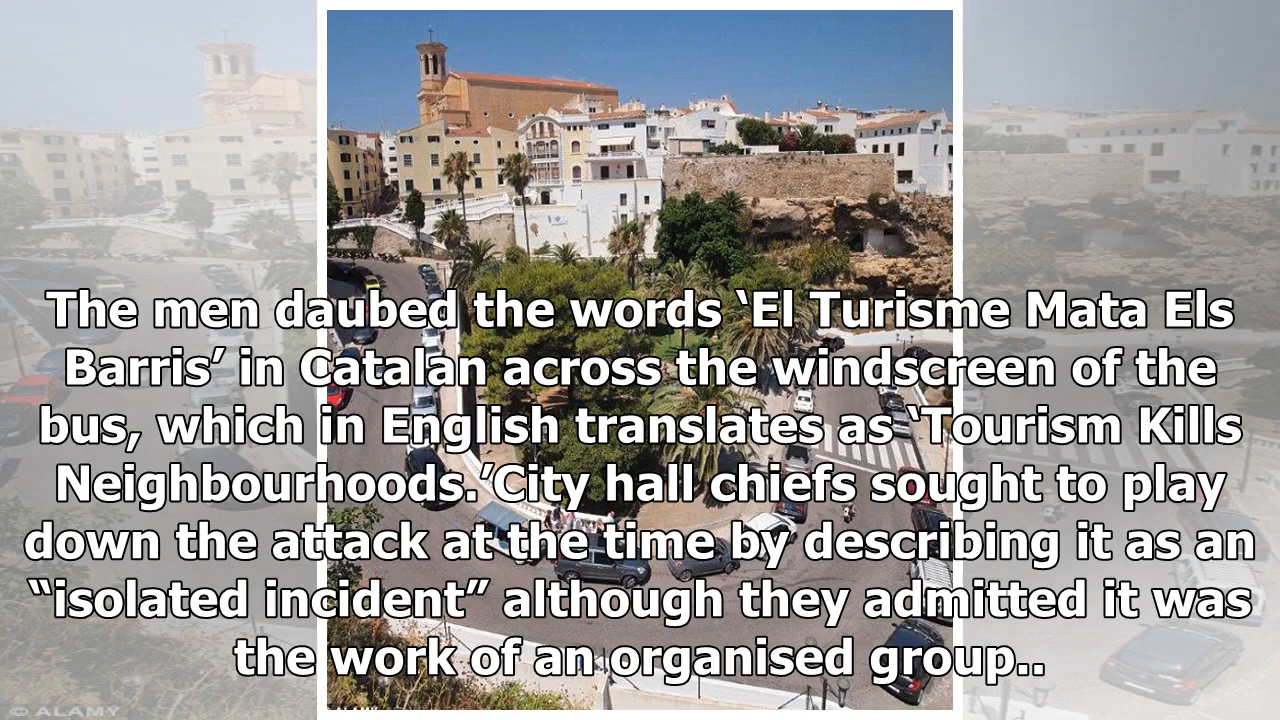 The men daubed the words ‘El Turisme Mata Els
Barris’ in Catalan across the windscreen of the
bus, which in English translates as ‘Tourism Kills
Neighbourhoods.’City hall chiefs sought to play
down the attack at the time by describing it as an
“isolated incident” although they admitted it was
the work of an organised group..
© ALAMY
ALAMY